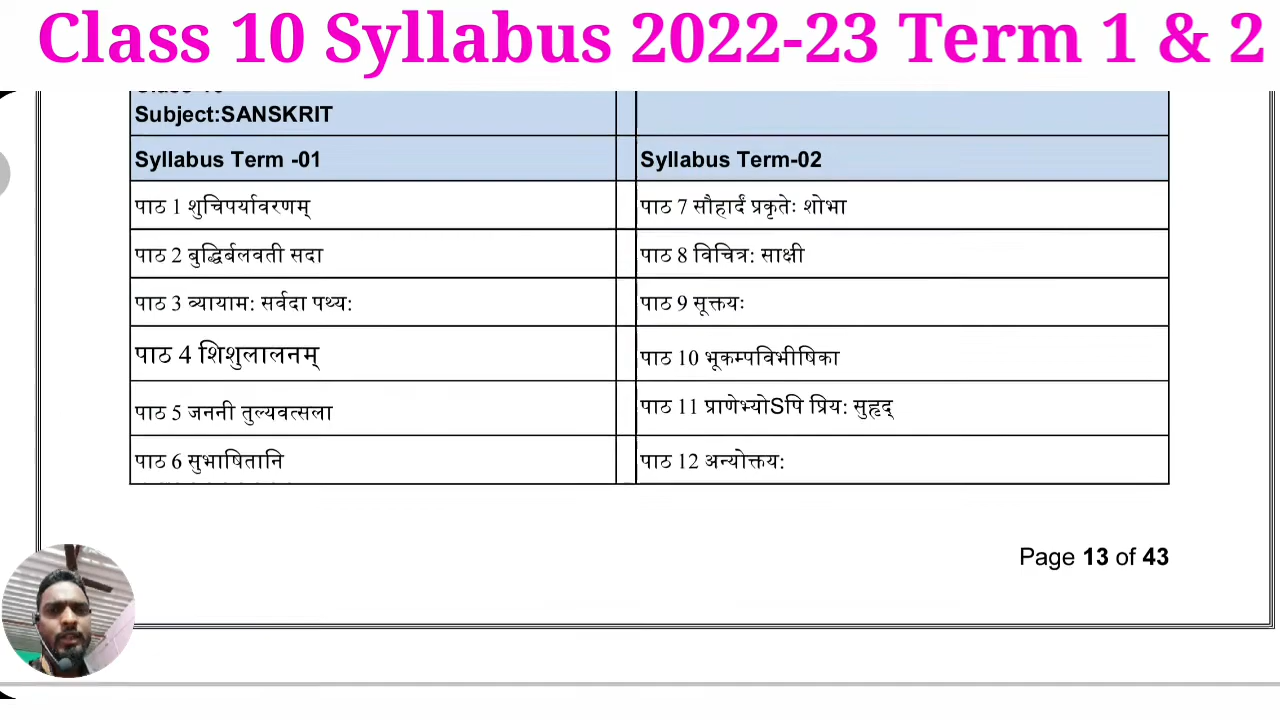 Class 10 Syllabus 2022-23 Term 1 & 2
Subject:SANSKRIT
Syllabus Term -01
Syllabus Term-02
पाठ 1 शुचिपर्यावरणम्
पाठ 7 सौहार्दं प्रकृतेः शोभा
पाठ 2 बुद्धिर्बलवती सदा
पाठ 8 विचित्र: साक्षी
पाठ 3 व्यायाम: सर्वदा पथ्य:
पाठ 9 सूक्तयः
पाठ 4 शिशुलालनम्
पाठ 10 भूकम्पविभीषिका
पाठ 5 जननी तुल्यवत्सला
पाठ 11 प्राणेभ्योSपि प्रिय: सुहृद्
पाठ 6 सुभाषितानि
पाठ 12 अन्योक्तय:
Page 13 of 43